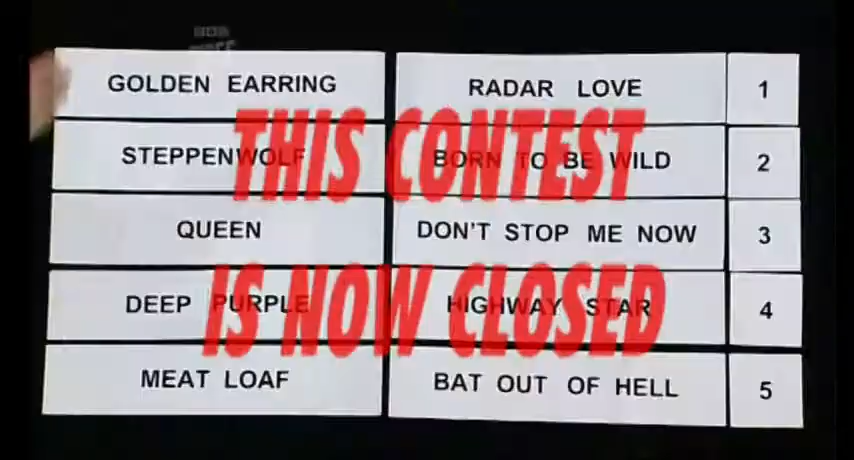 BBC
GOLDEN EARRING RADAR LOVE 1
THIS CONTEST
STEPPENWOLF BORN TO BE WILD 2
QUEEN DON'T STOP ME NOW 3
IS NOW CLOSED
DEEP PURPLE HIGHWAY STAR 4
MEAT LOAF BAT OUT OF HELL 5